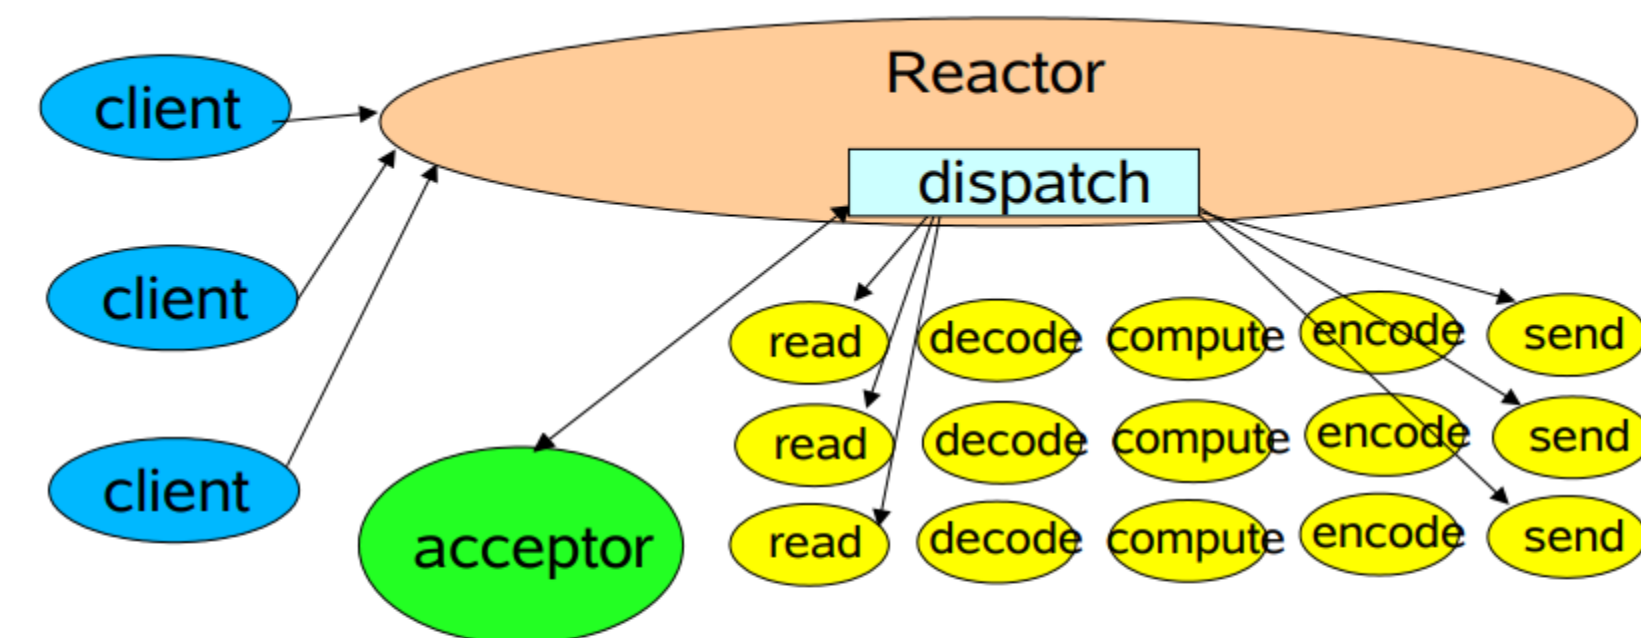 Reactor
client
dispatch
client
client
acceptor
read decode compute encode send
read decode compute encode send
read decode compute encode send